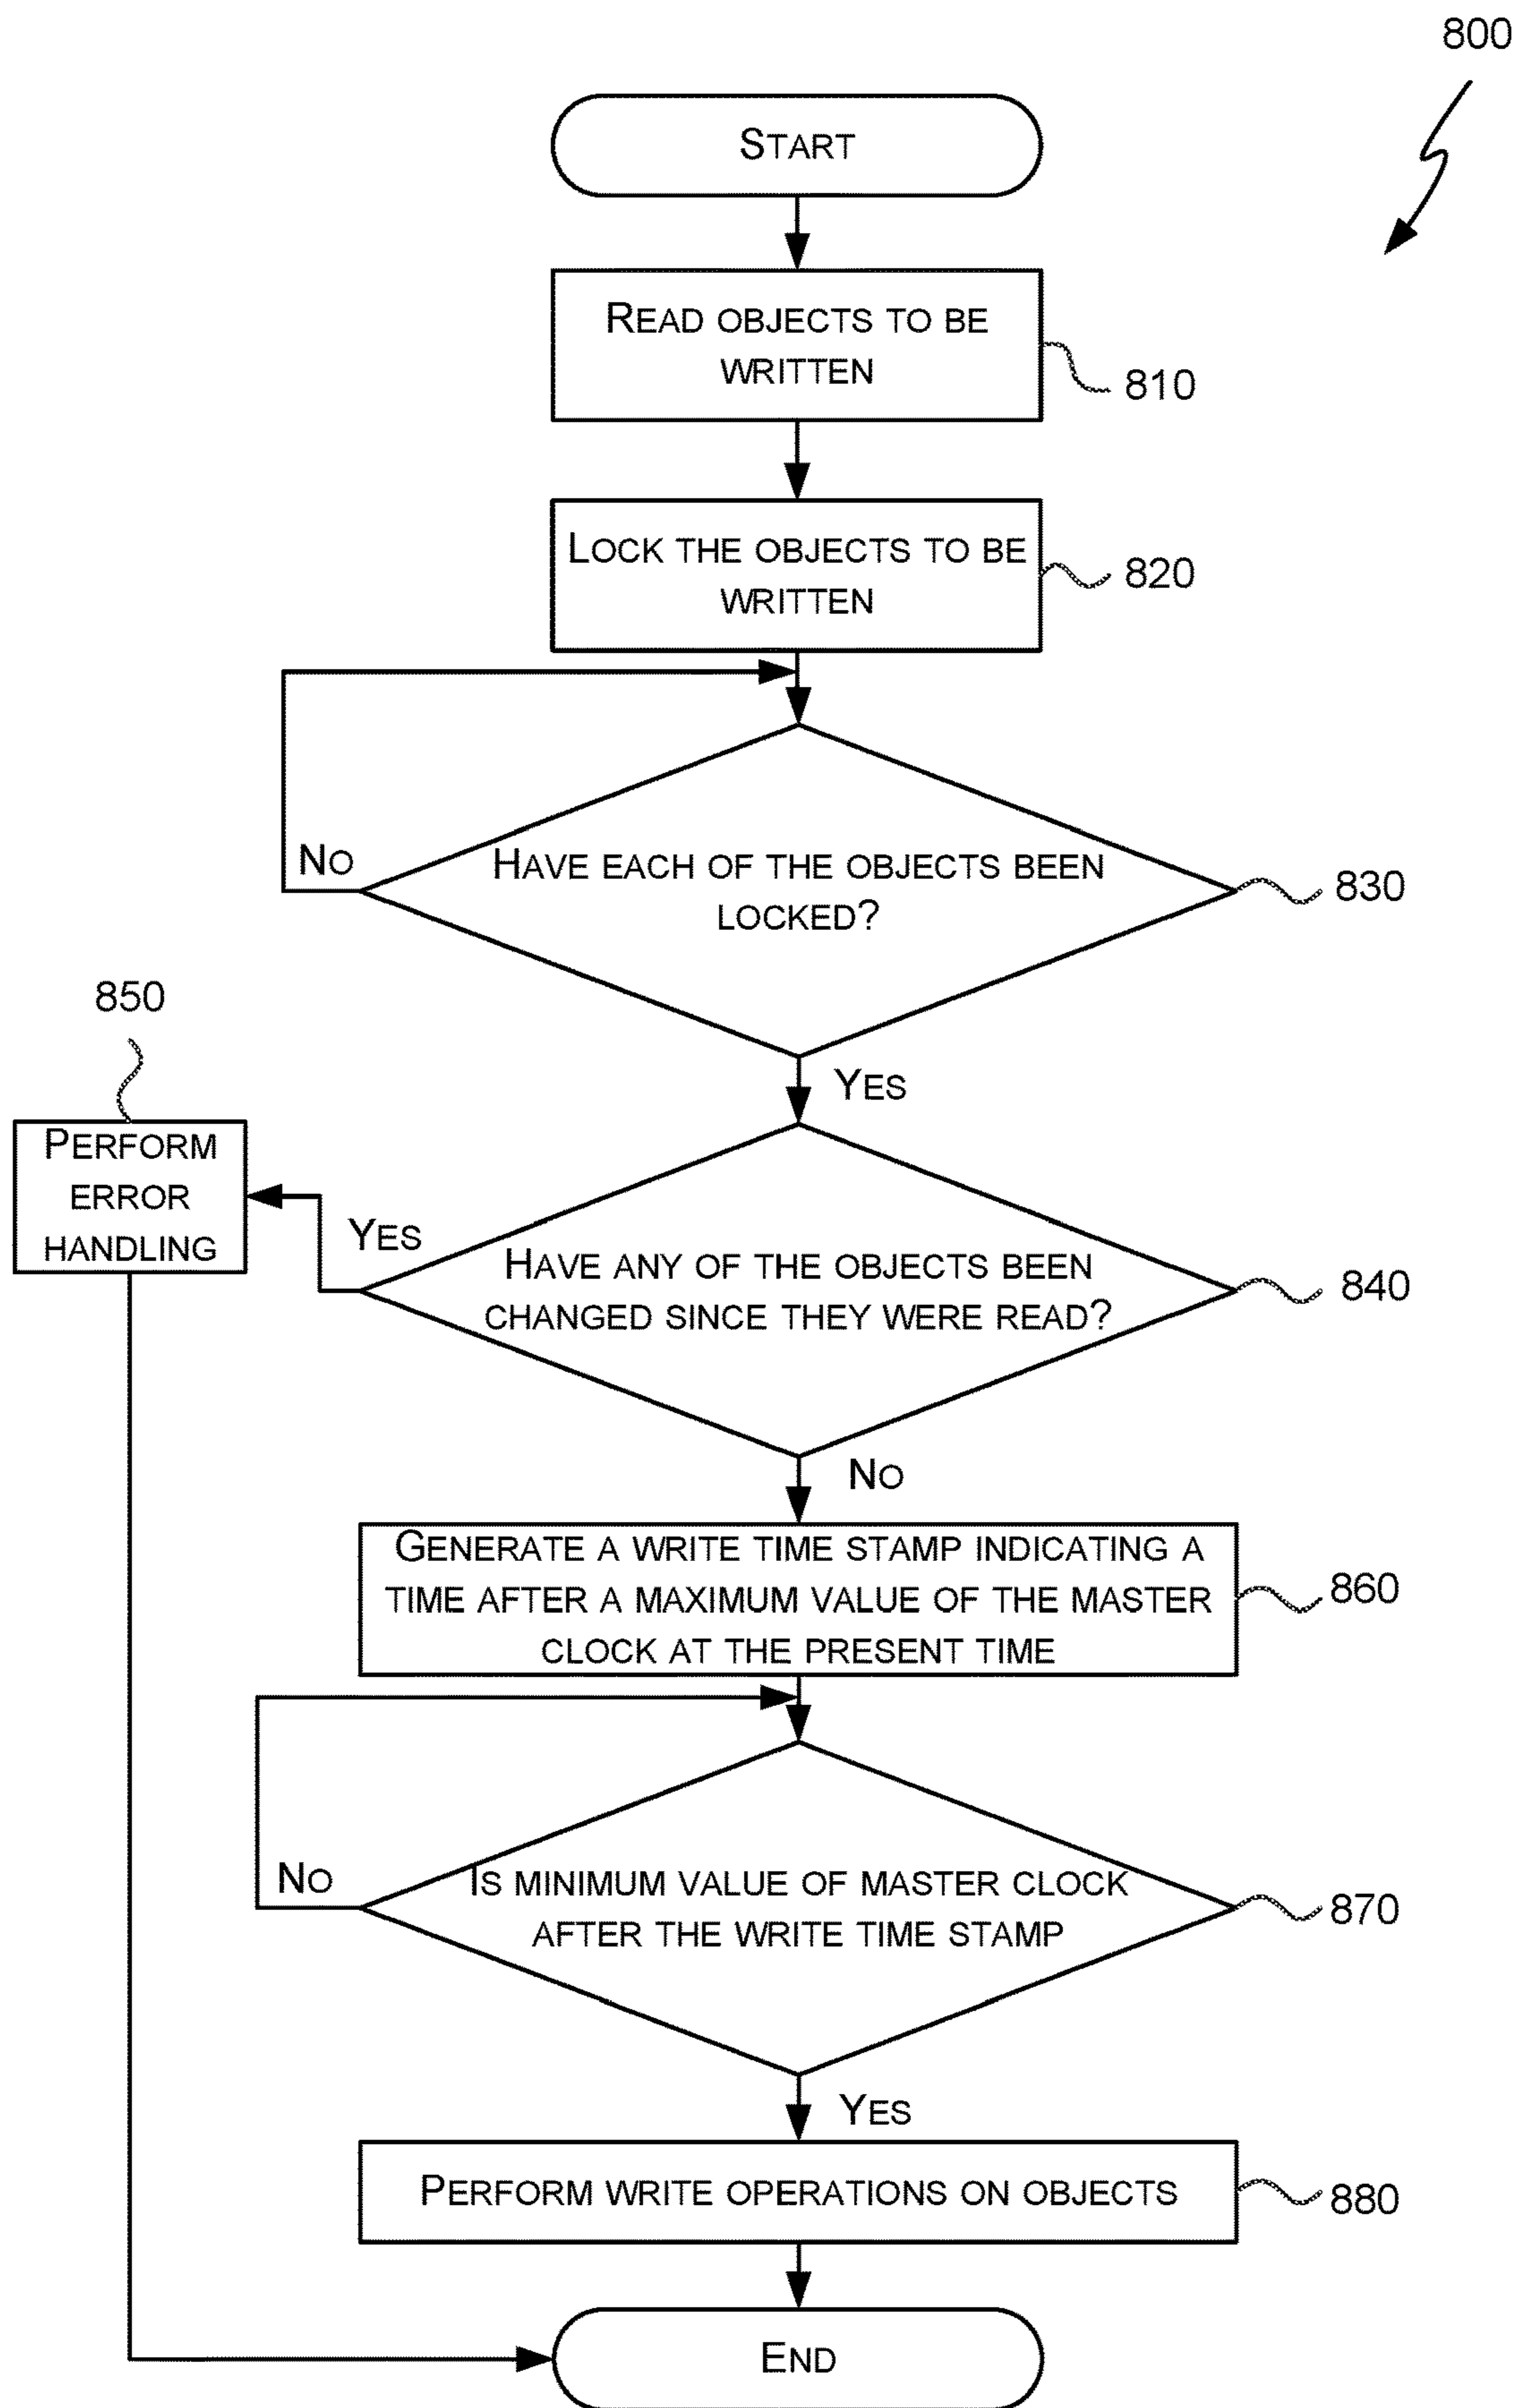 800
START
READ OBJECTS TO BE
WRITTEN
810
LOCK THE OBJECTS TO BE
WRITTEN
820
NO
HAVE EACH OF THE OBJECTS BEEN
LOCKED?
830
YES
850
PERFORM
ERROR
HANDLING
YES
HAVE ANY OF THE OBJECTS BEEN
CHANGED SINCE THEY WERE READ?
840
NO
GENERATE A WRITE TIME STAMP INDICATING A
TIME AFTER A MAXIMUM VALUE OF THE MASTER
CLOCK AT THE PRESENT TIME
860
NO
IS MINIMUM VALUE OF MASTER CLOCK
AFTER THE WRITE TIME STAMP
870
YES
PERFORM WRITE OPERATIONS ON OBJECTS
880
END